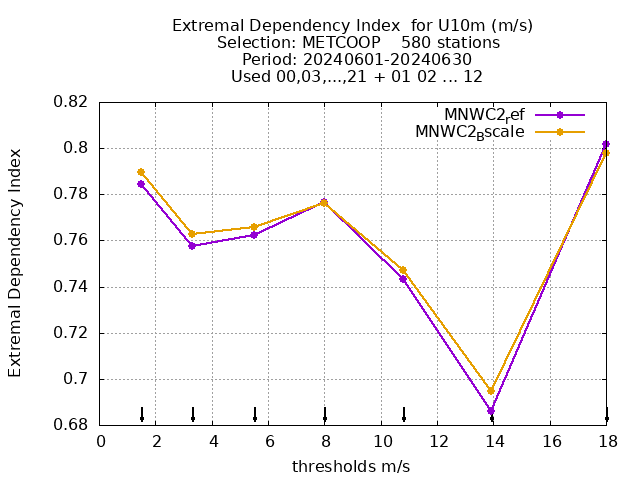 Extremal Dependency Index  for U10m (m/s)
Selection: METCOOP    580 stations
Period: 20240601-20240630
Used 00,03,...,21 + 01 02 ... 12
MNWC2ref
MNWC2Bscale
Extremal Dependency Index
0.82
0.8
0.78
0.76
0.74
0.72
0.7
0.68
0 2 4 6 8 10 12 14 16 18
thresholds m/s